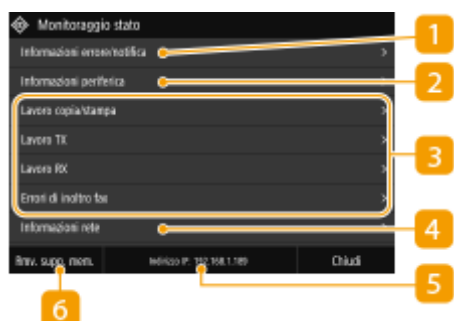 Monitoraggio stato
1
Informazioni errore/notifica
Informazioni periferica
2
Lavoro copia/stampa
Lavoro TX
Lavoro RX
3
Errori di inoltro fax
Informazioni rete
4
Rmv. supp. mem.
Indirizzo IP: 192.168.1.189
Chiudi
5
6